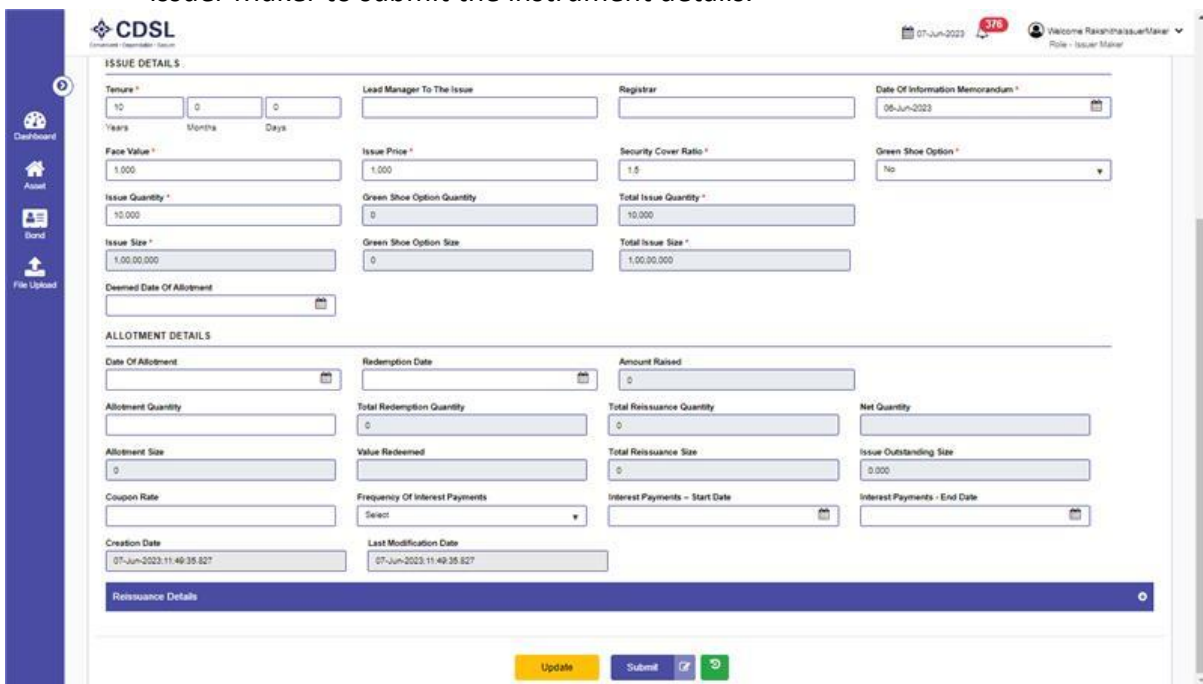 Issuer Maker to submit the instrument details.
CDSL
Convenient · Dependable · Secure
07-Jun-2023 376 Welcome RakshithaIssuerMaker
Role - Issuer Maker
ISSUE DETAILS
Tenure * Lead Manager To The Issue Registrar Date Of Information Memorandum *
10 0 0 06-Jun-2023
Years Months Days
Dashboard
Face Value * Issue Price * Security Cover Ratio * Green Shoe Option *
1,000 1,000 1.5 No
Asset
Issue Quantity * Green Shoe Option Quantity Total Issue Quantity *
10,000 0 10,000
Bond
Issue Size * Green Shoe Option Size Total Issue Size *
1,00,00,000 0 1,00,00,000
File Upload
Deemed Date Of Allotment
ALLOTMENT DETAILS
Date Of Allotment Redemption Date Amount Raised
0
Allotment Quantity Total Redemption Quantity Total Reissuance Quantity Net Quantity
0 0
Allotment Size Value Redeemed Total Reissuance Size Issue Outstanding Size
0 0 0.000
Coupon Rate Frequency Of Interest Payments Interest Payments – Start Date Interest Payments - End Date
Select
Creation Date Last Modification Date
07-Jun-2023:11:49:35.827 07-Jun-2023:11:49:35.827
Reissuance Details
Update Submit